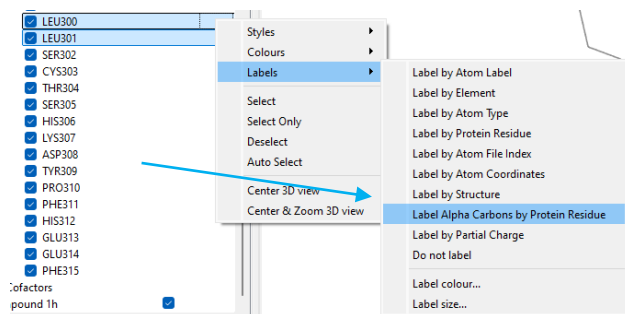 LEU300
LEU301
SER302
CYS303
THR304
SER305
HIS306
LYS307
ASP308
TYR309
PRO310
PHE311
HIS312
GLU313
GLU314
PHE315
Cofactors
pound 1h
Styles
Colours
Labels
Select
Select Only
Deselect
Auto Select
Center 3D view
Center & Zoom 3D view
Label by Atom Label
Label by Element
Label by Atom Type
Label by Protein Residue
Label by Atom File Index
Label by Atom Coordinates
Label by Structure
Label Alpha Carbons by Protein Residue
Label by Partial Charge
Do not label
Label colour...
Label size...